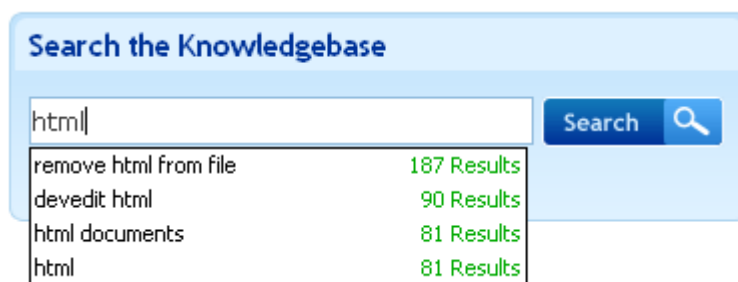 Search the Knowledgebase
html Search
remove html from file 187 Results
devedit html 90 Results
html documents 81 Results
html 81 Results